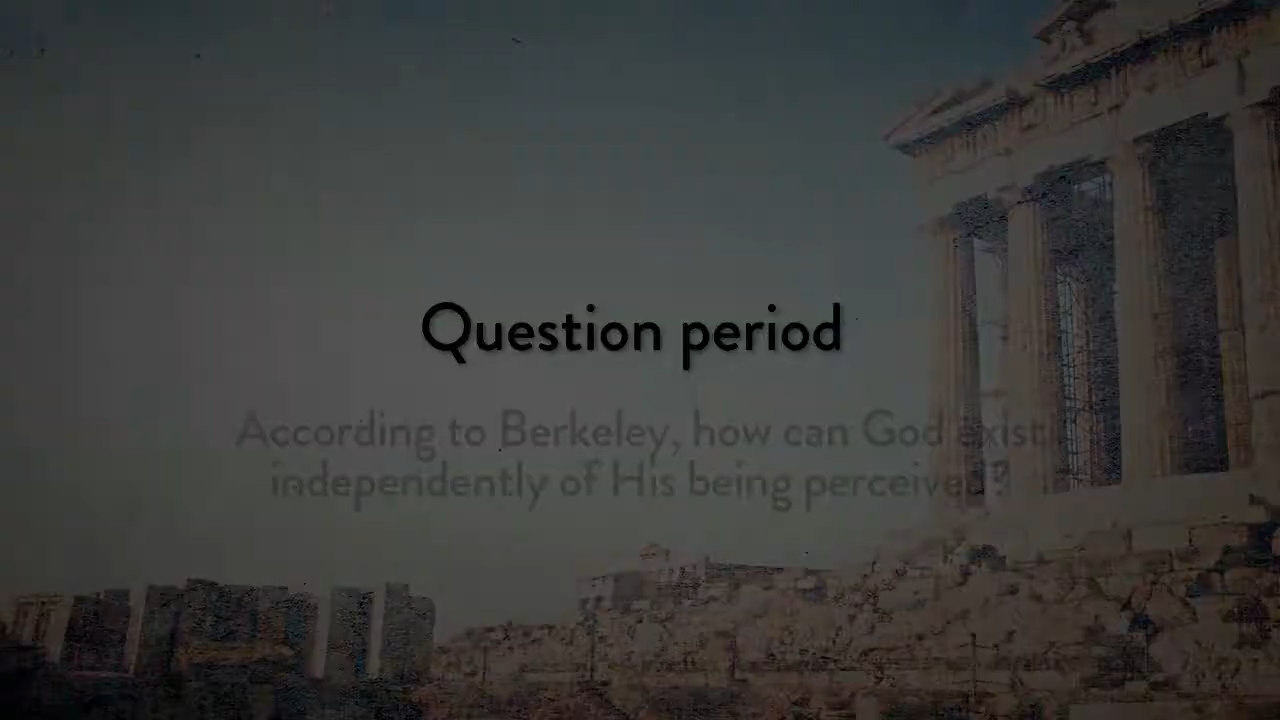 Question period
According to Berkeley, how can God exist
independently of His being perceived?